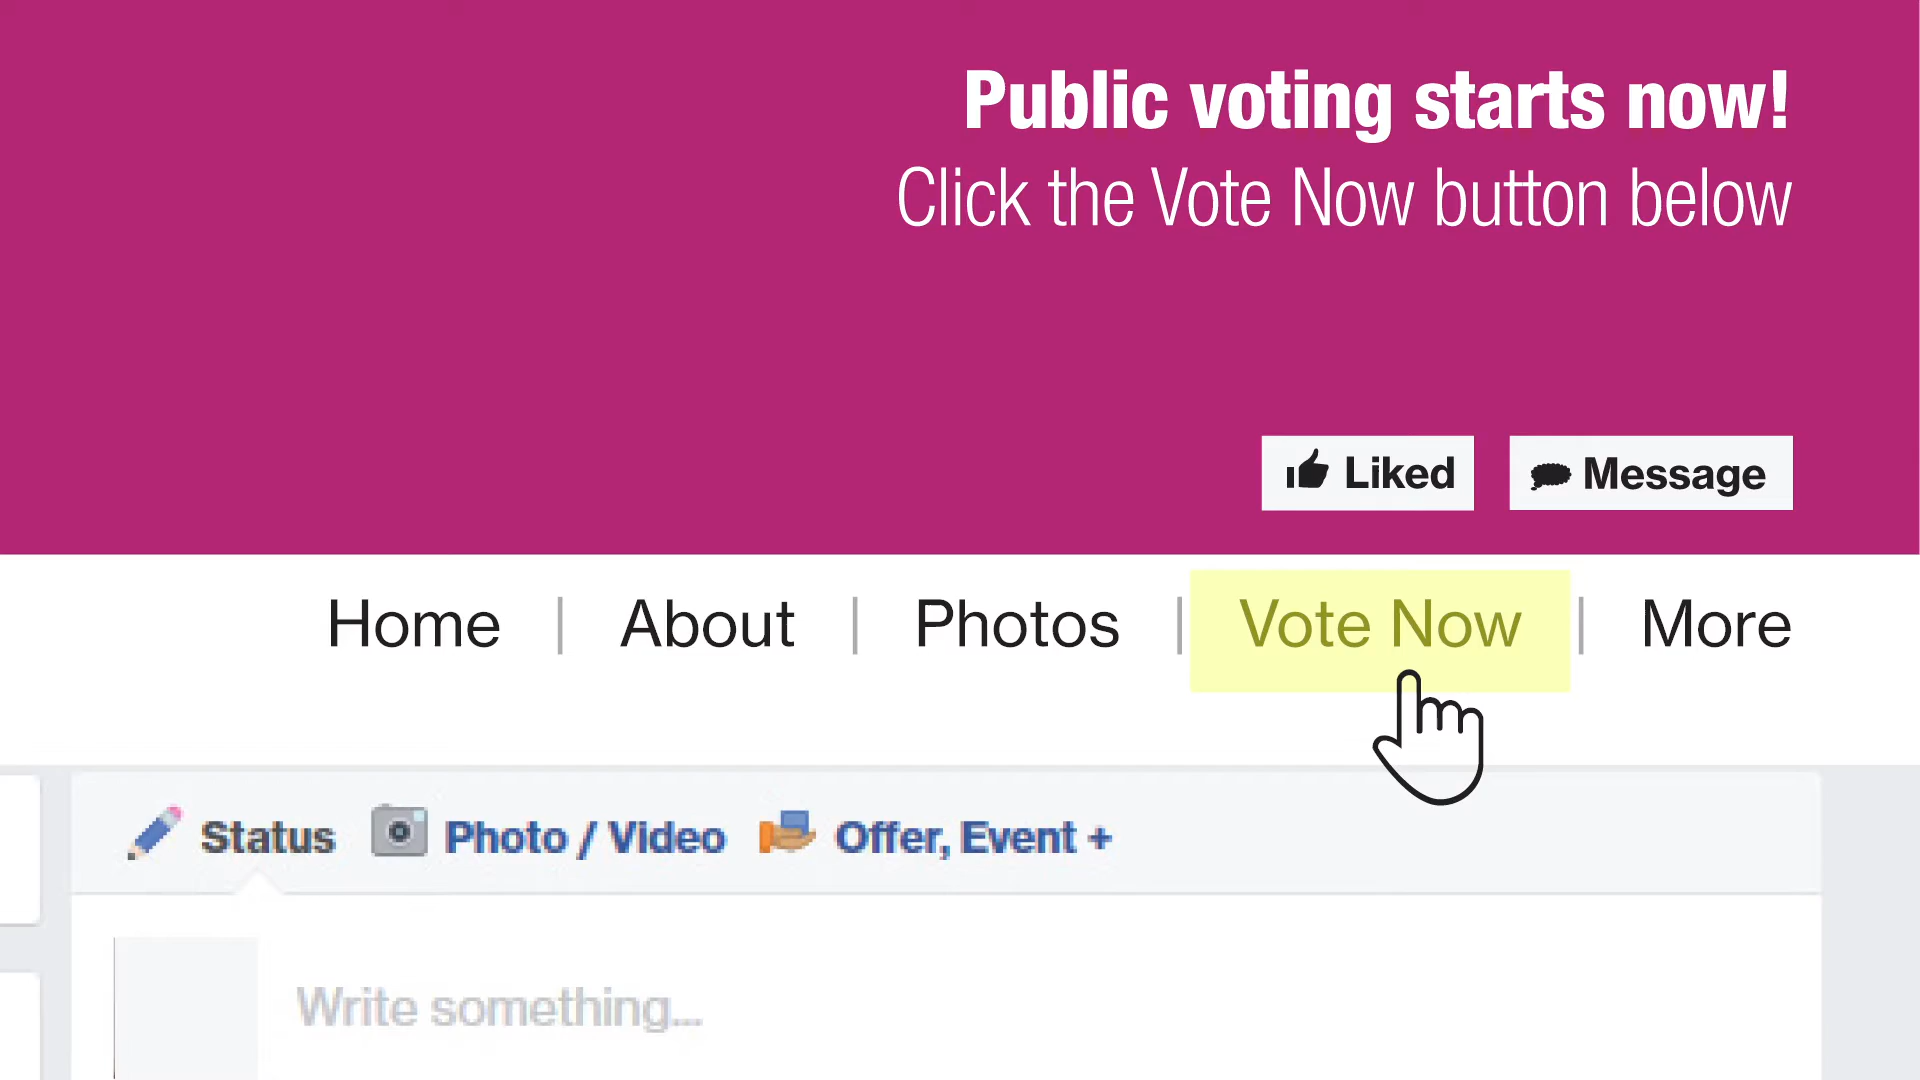 Public voting starts now!
Click the Vote Now button below
Liked Message
Home | About | Photos | Vote Now | More
Status Photo / Video Offer, Event +
Write something...